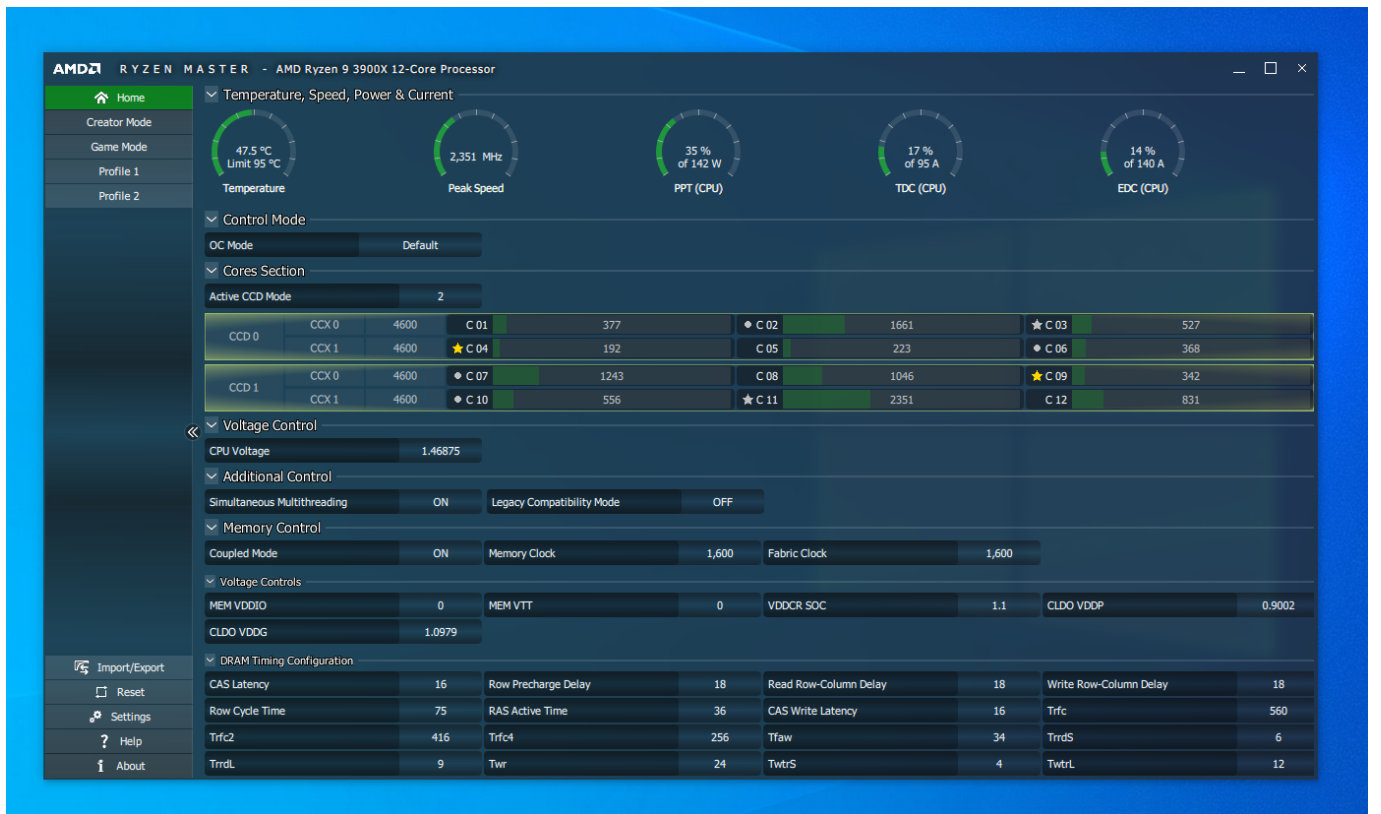 AMD RYZEN MASTER - AMD Ryzen 9 3900X 12-Core Processor
Home
Creator Mode
Game Mode
Profile 1
Profile 2
Import/Export
Reset
Settings
Help
About
Temperature, Speed, Power & Current
47.5 ºC
Limit 95 ºC
Temperature
2,351 MHz
Peak Speed
35 %
of 142 W
PPT (CPU)
17 %
of 95 A
TDC (CPU)
14 %
of 140 A
EDC (CPU)
Control Mode
OC Mode Default
Cores Section
Active CCD Mode 2
CCD 0
CCX 0 4600 C 01 377 C 02 1661 C 03 527
CCX 1 4600 C 04 192 C 05 223 C 06 368
CCD 1
CCX 0 4600 C 07 1243 C 08 1046 C 09 342
CCX 1 4600 C 10 556 C 11 2351 C 12 831
Voltage Control
CPU Voltage 1.46875
Additional Control
Simultaneous Multithreading ON Legacy Compatibility Mode OFF
Memory Control
Coupled Mode ON Memory Clock 1,600 Fabric Clock 1,600
Voltage Controls
MEM VDDIO 0 MEM VTT 0 VDDCR SOC 1.1 CLDO VDDP 0.9002
CLDO VDDG 1.0979
DRAM Timing Configuration
CAS Latency 16 Row Precharge Delay 18 Read Row-Column Delay 18 Write Row-Column Delay 18
Row Cycle Time 75 RAS Active Time 36 CAS Write Latency 16 Trfc 560
Trfc2 416 Trfc4 256 Tfaw 34 TrrdS 6
TrrdL 9 Twr 24 TwtrS 4 TwtrL 12